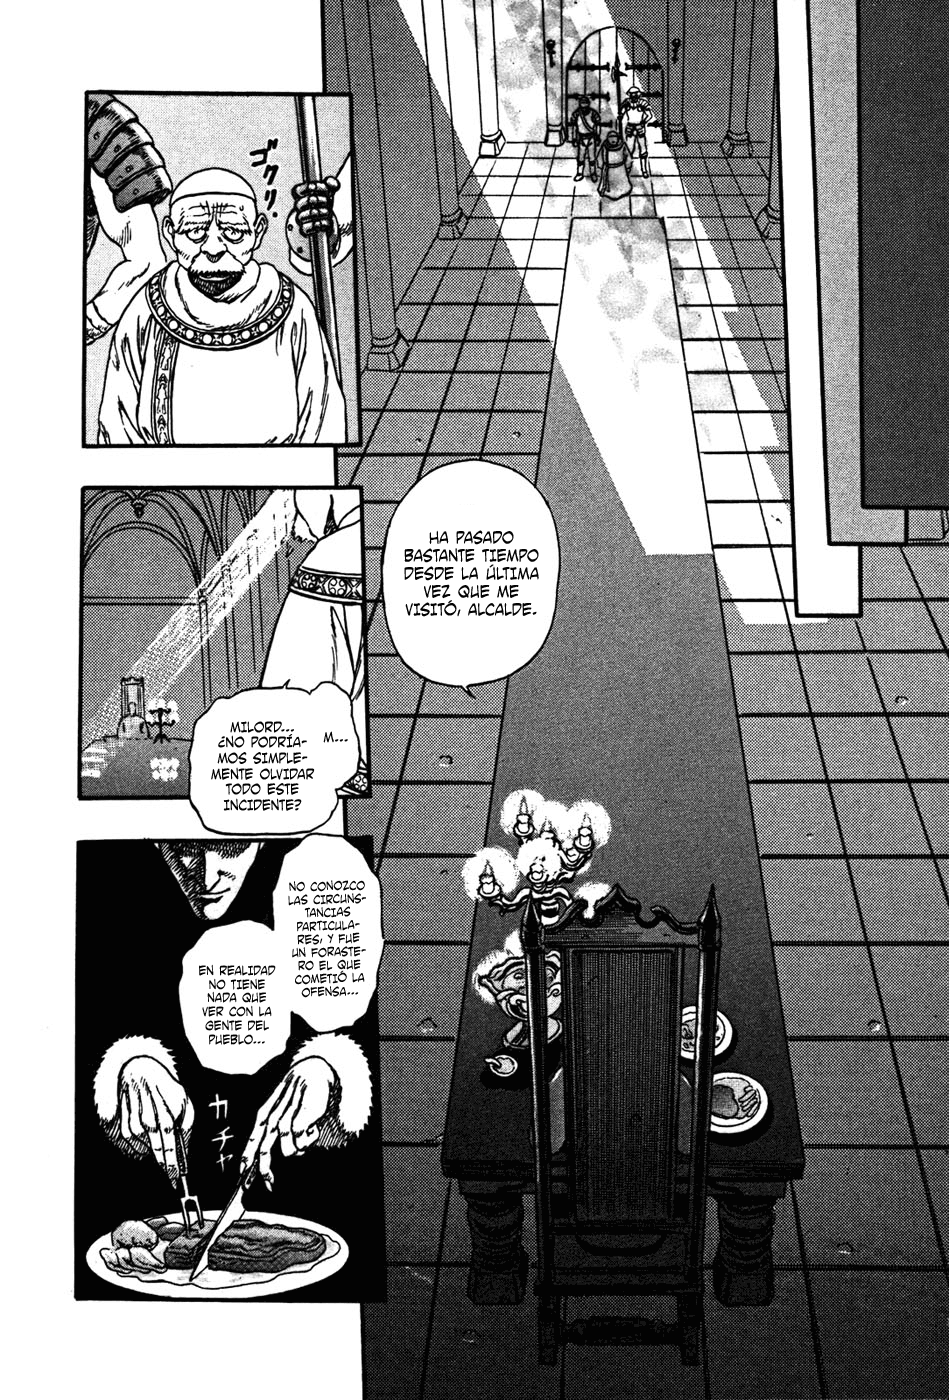 HA PASADO
BASTANTE TIEMPO
DESDE LA ÚLTIMA
VEZ QUE ME
VISITÓ, ALCALDE.
ゴクリ.
M...
MILORD...
¿NO PODRÍA-
MOS SIMPLE-
MENTE OLVIDAR
TODO ESTE
INCIDENTE?
NO CONOZCO
LAS CIRCUNS-
TANCIAS
PARTICULA-
RES, Y FUE
UN FORASTE-
RO EL QUE
COMETIÓ LA
OFENSA...
EN REALIDAD
NO TIENE
NADA QUE
VER CON LA
GENTE DEL
PUEBLO...
カチャ